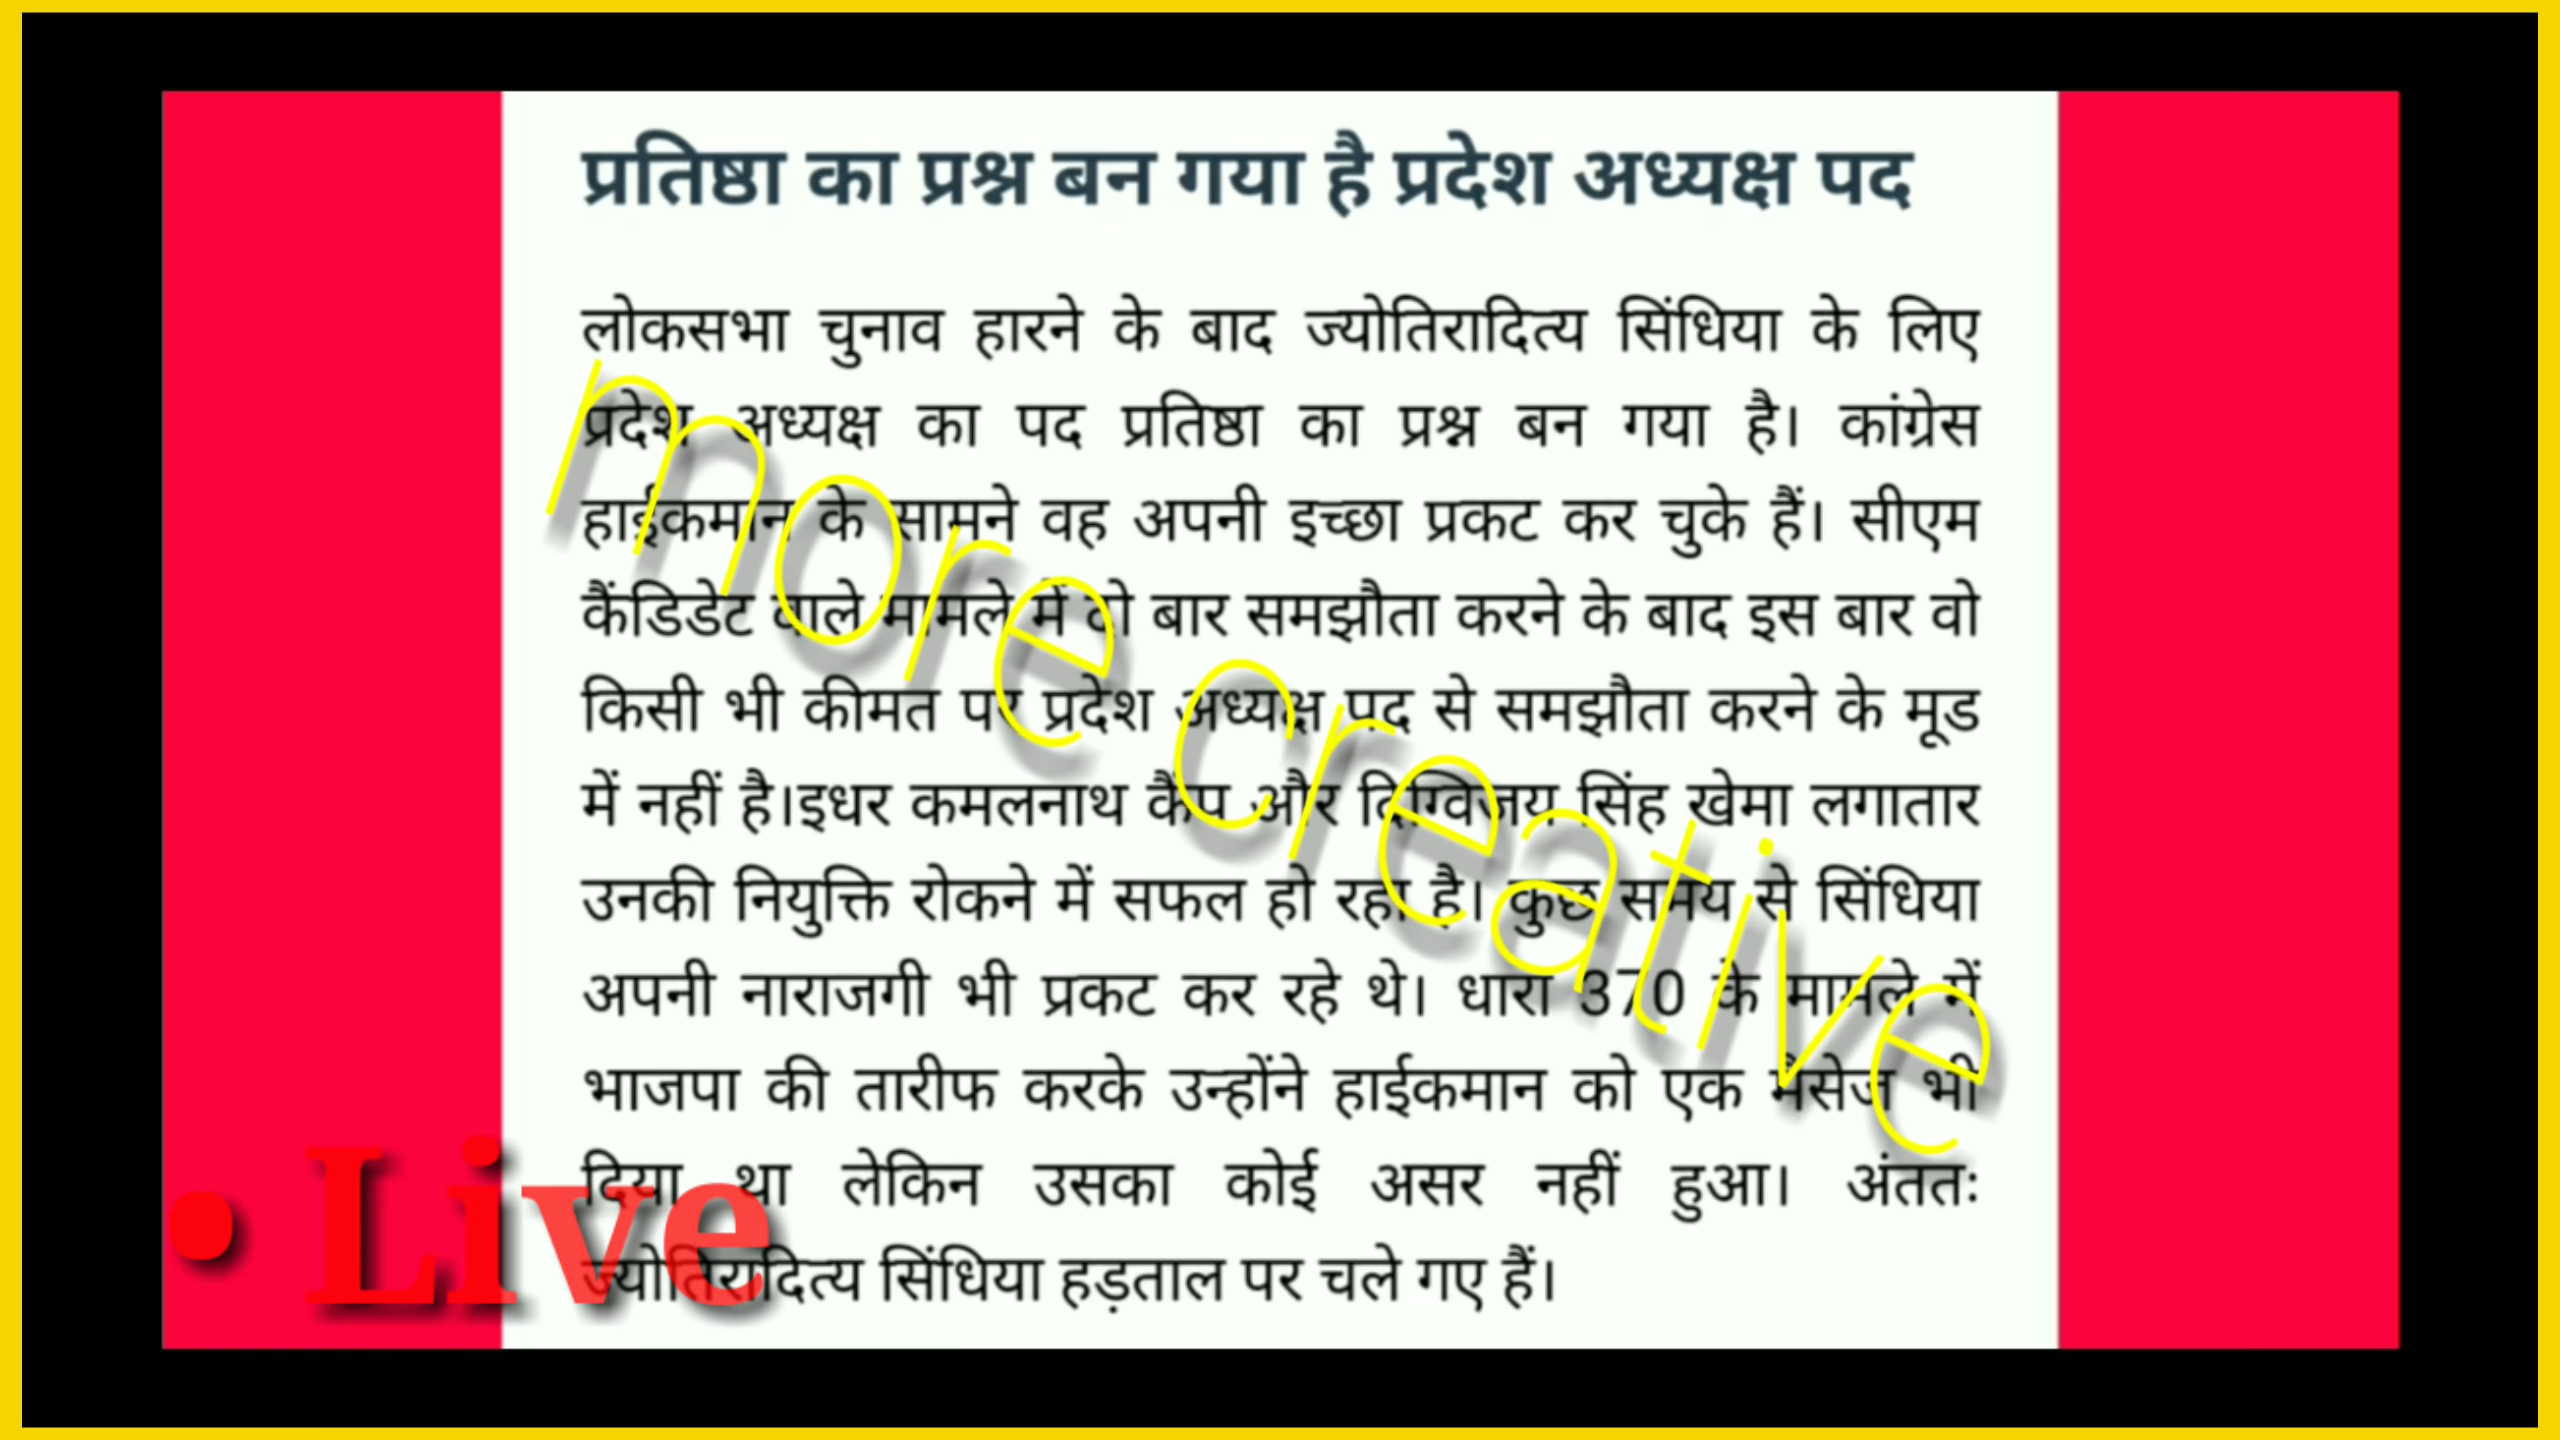 प्रतिष्ठा का प्रश्न बन गया है प्रदेश अध्यक्ष पद
लोकसभा चुनाव हारने के बाद ज्योतिरादित्य सिंधिया के लिए
प्रदेश अध्यक्ष का पद प्रतिष्ठा का प्रश्न बन गया है। कांग्रेस
हाईकमान के सामने वह अपनी इच्छा प्रकट कर चुके हैं। सीएम
कैंडिडेट वाले मामले में दो बार समझौता करने के बाद इस बार वो
किसी भी कीमत पर प्रदेश अध्यक्ष पद से समझौता करने के मूड
में नहीं है।इधर कमलनाथ कैंप और दिग्विजय सिंह खेमा लगातार
उनकी नियुक्ति रोकने में सफल हो रहा है। कुछ समय से सिंधिया
अपनी नाराजगी भी प्रकट कर रहे थे। धारा 370 के मामले में
भाजपा की तारीफ करके उन्होंने हाईकमान को एक मैसेज भी
दिया था लेकिन उसका कोई असर नहीं हुआ। अंततः
ज्योतिरादित्य सिंधिया हड़ताल पर चले गए हैं।
more creative
• Live